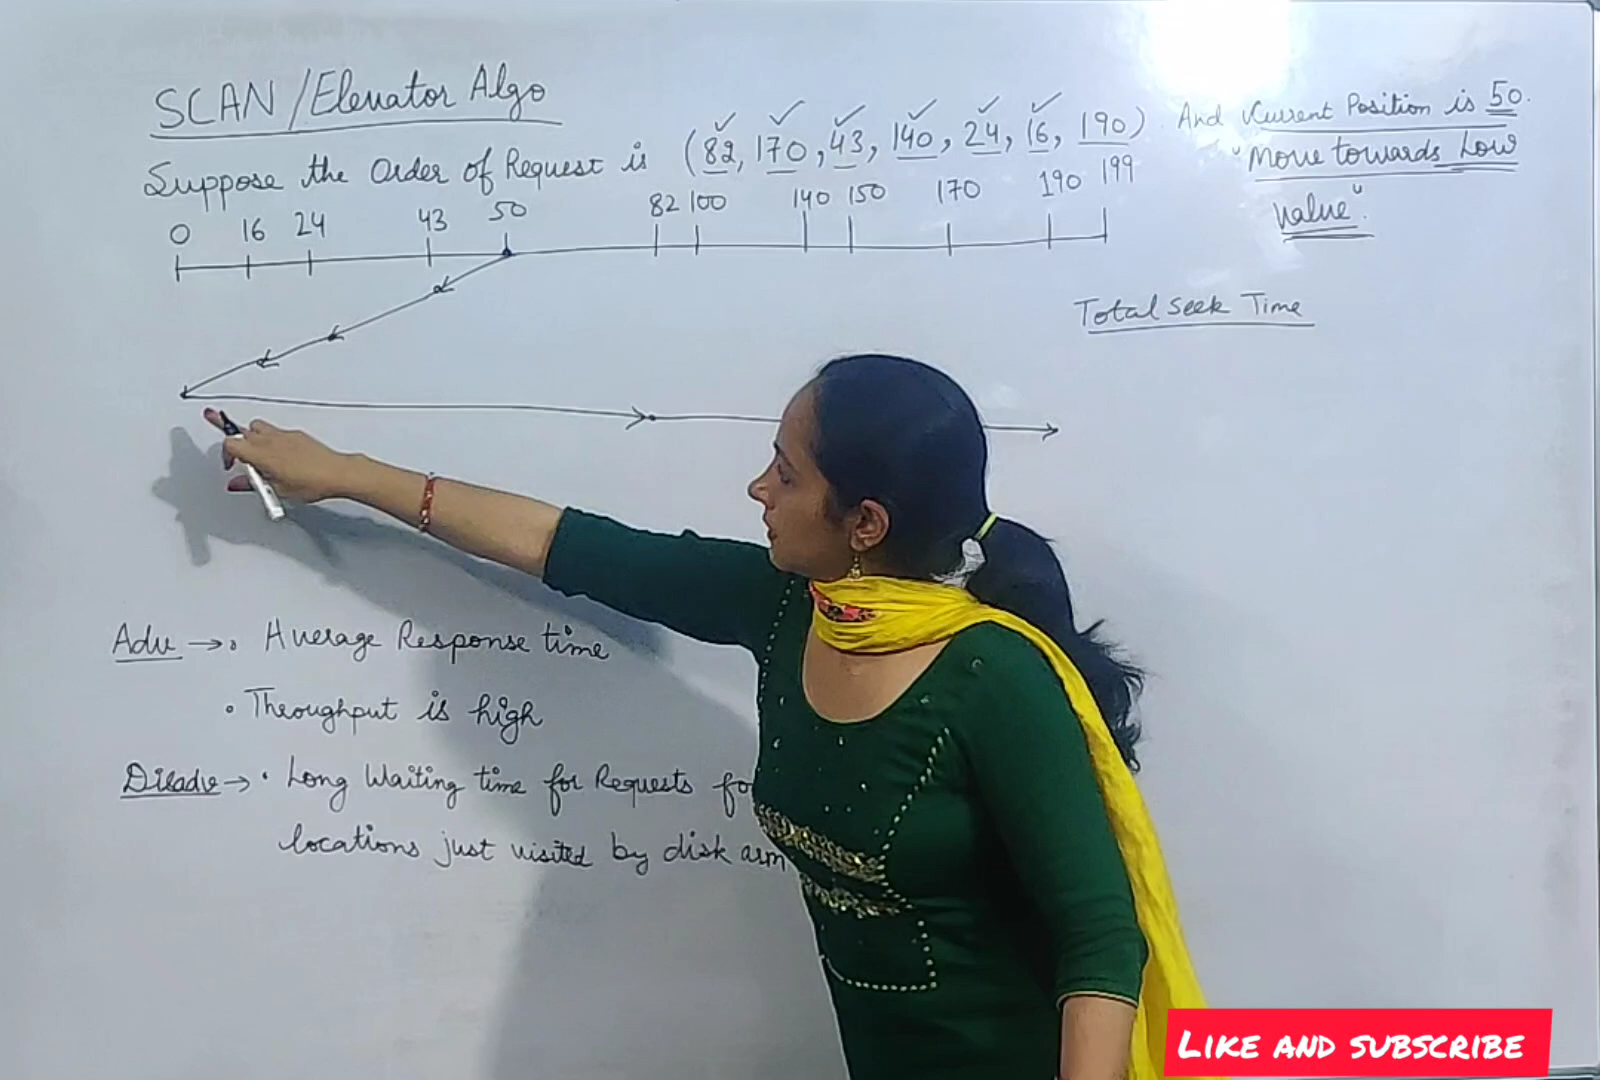 SCAN/Elevator Algo
Suppose the Order of Request is (82, 170, 43, 140, 24, 16, 190). And Current Position is 50.
"Move towards Low
Value".
0 16 24 43 50 82 100 140 150 170 190 199
Total Seek Time
Adv → • Average Response time
• Throughput is high
Disadv → • Long Waiting time for Requests fo
locations just visited by disk arm
LIKE AND SUBSCRIBE